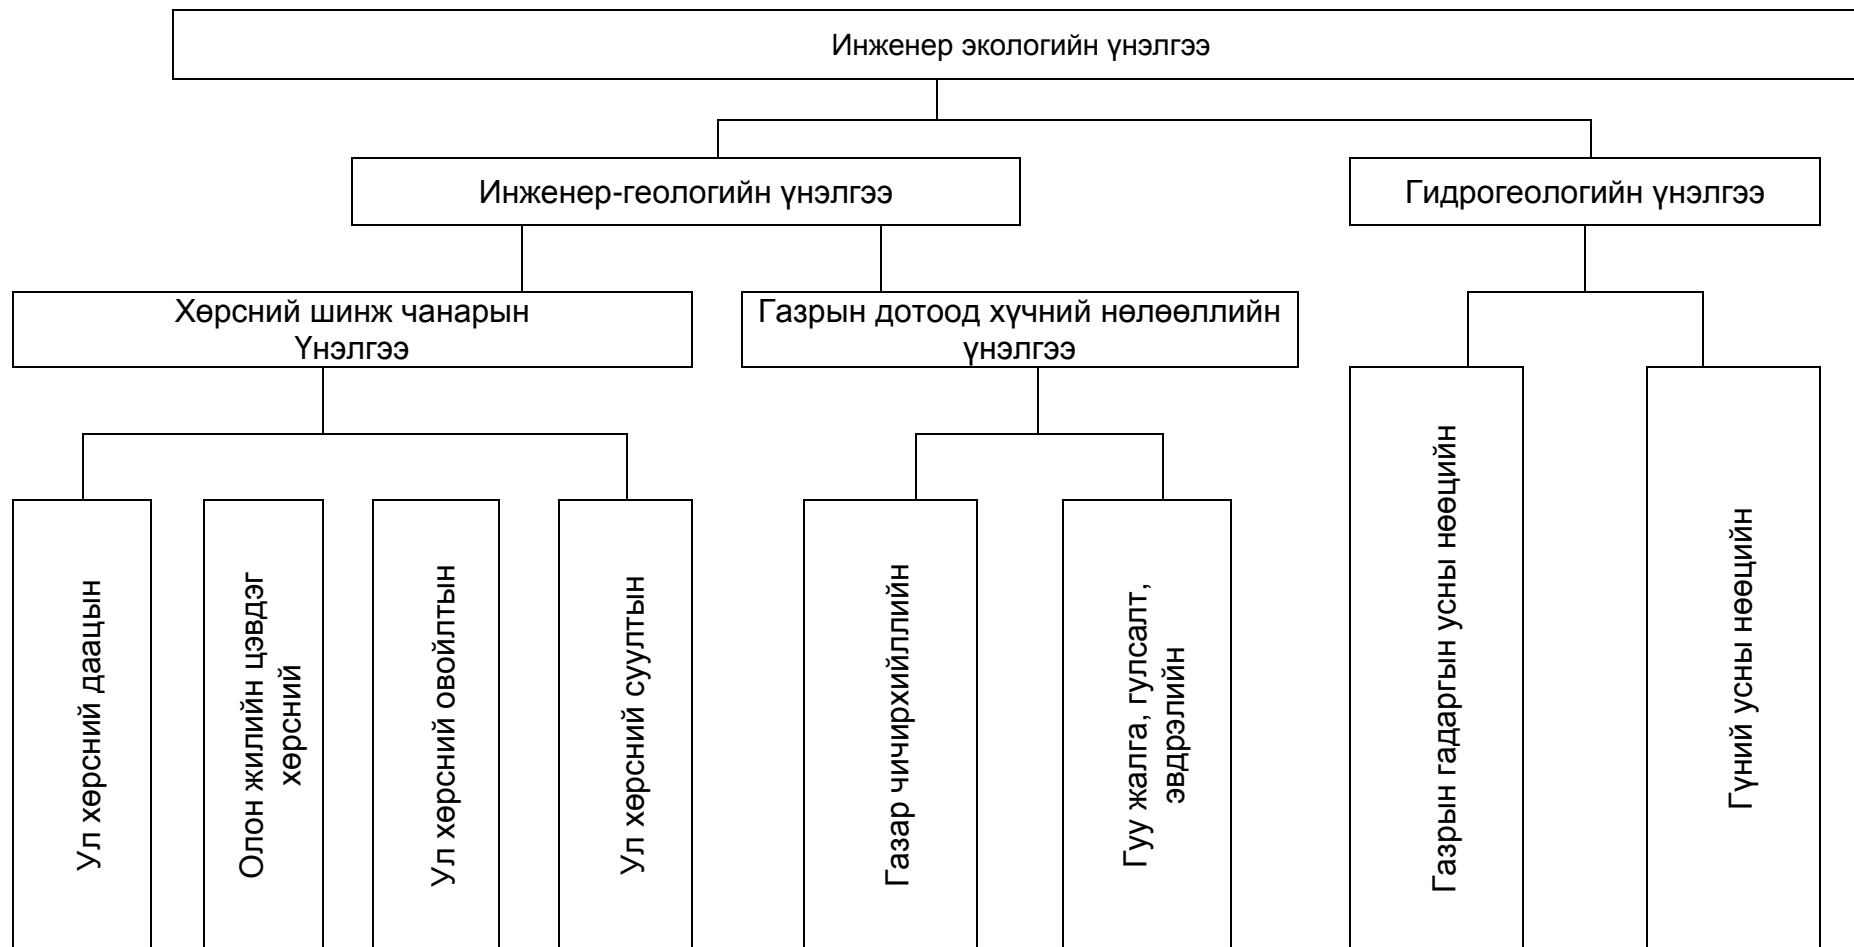 Инженер экологийн үнэлгээ
Инженер-геологийн үнэлгээ
Гидрогеологийн үнэлгээ
Хөрсний шинж чанарын
Үнэлгээ
Газрын дотоод хүчний нөлөөллийн
үнэлгээ
Ул хөрсний даацын
Олон жилийн цэвдэг
хөрсний
Ул хөрсний овойлтын
Ул хөрсний суултын
Газар чичирхийллийн
Гуу жалга, гулсалт,
эвдрэлийн
Газрын гадаргын усны нөөцийн
Гүний усны нөөцийн